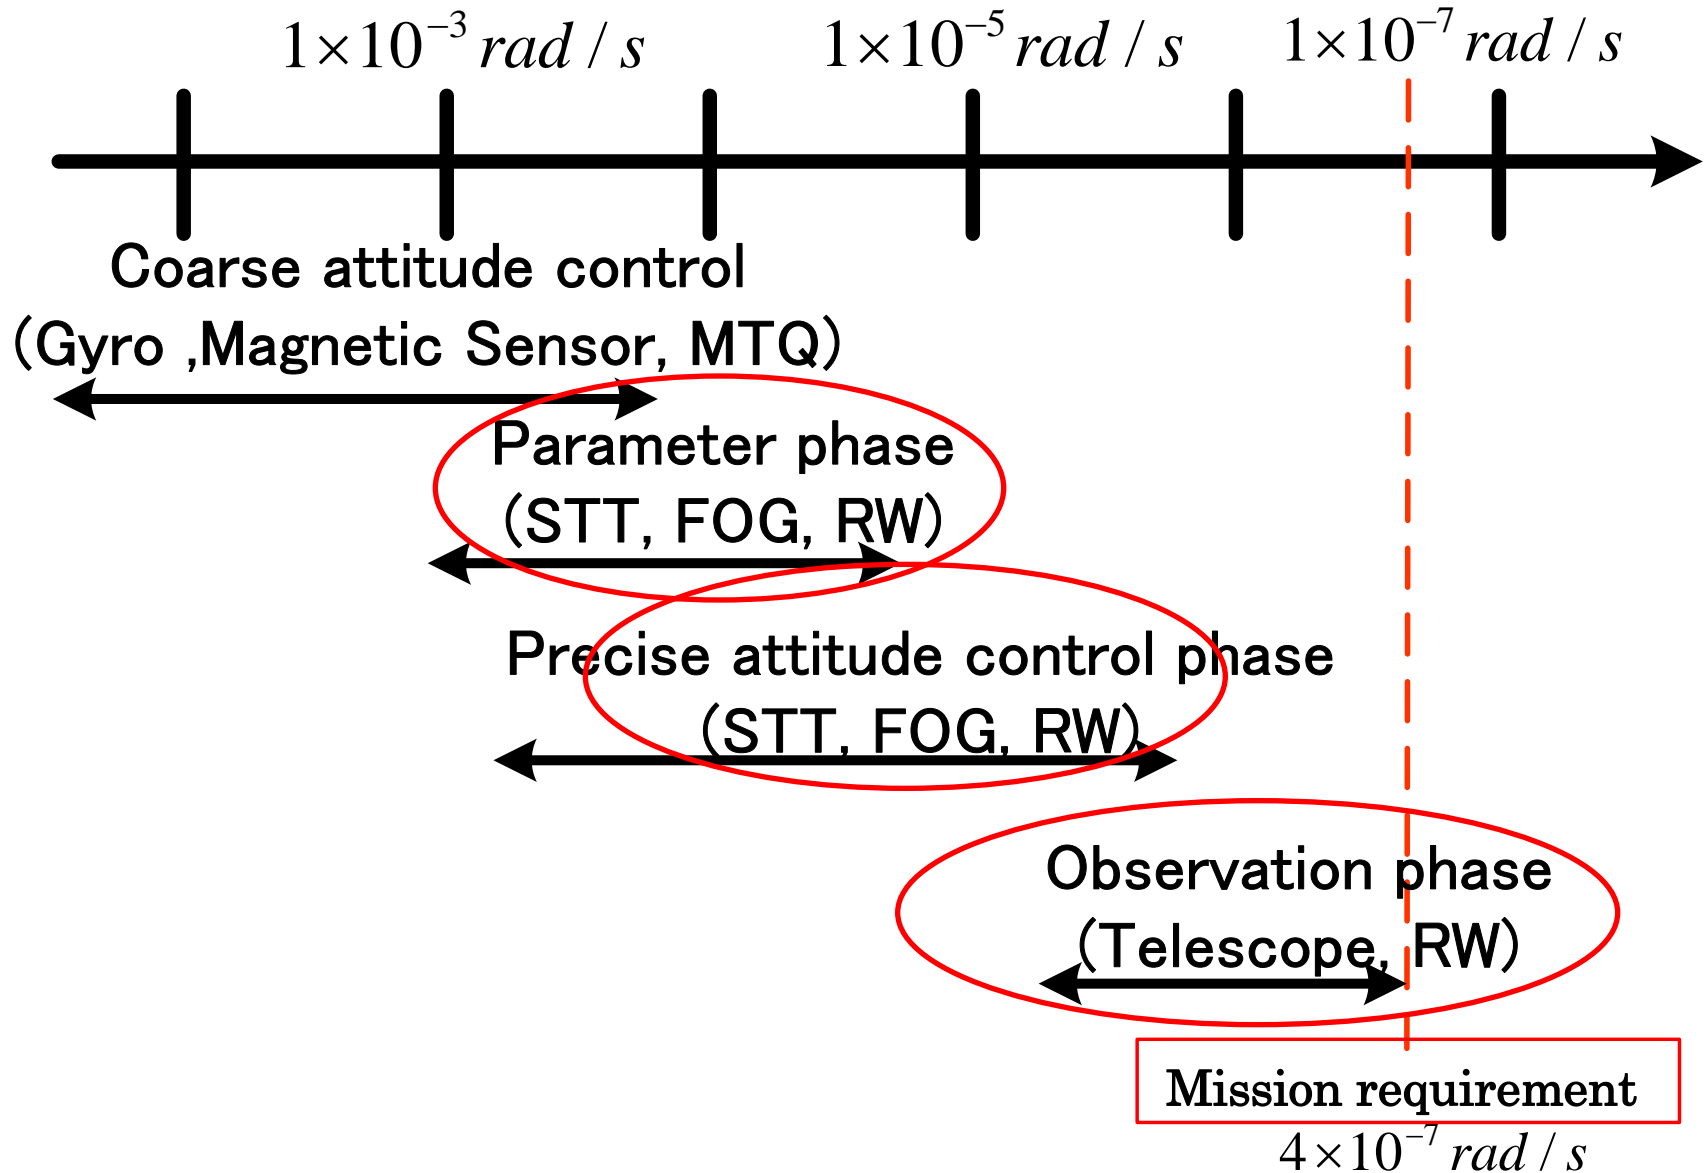 1×10⁻³ rad / s
1×10⁻⁵ rad / s
1×10⁻⁷ rad / s
Coarse attitude control
(Gyro ,Magnetic Sensor, MTQ)
Parameter phase
(STT, FOG, RW)
Precise attitude control phase
(STT, FOG, RW)
Observation phase
(Telescope, RW)
Mission requirement
4×10⁻⁷ rad / s